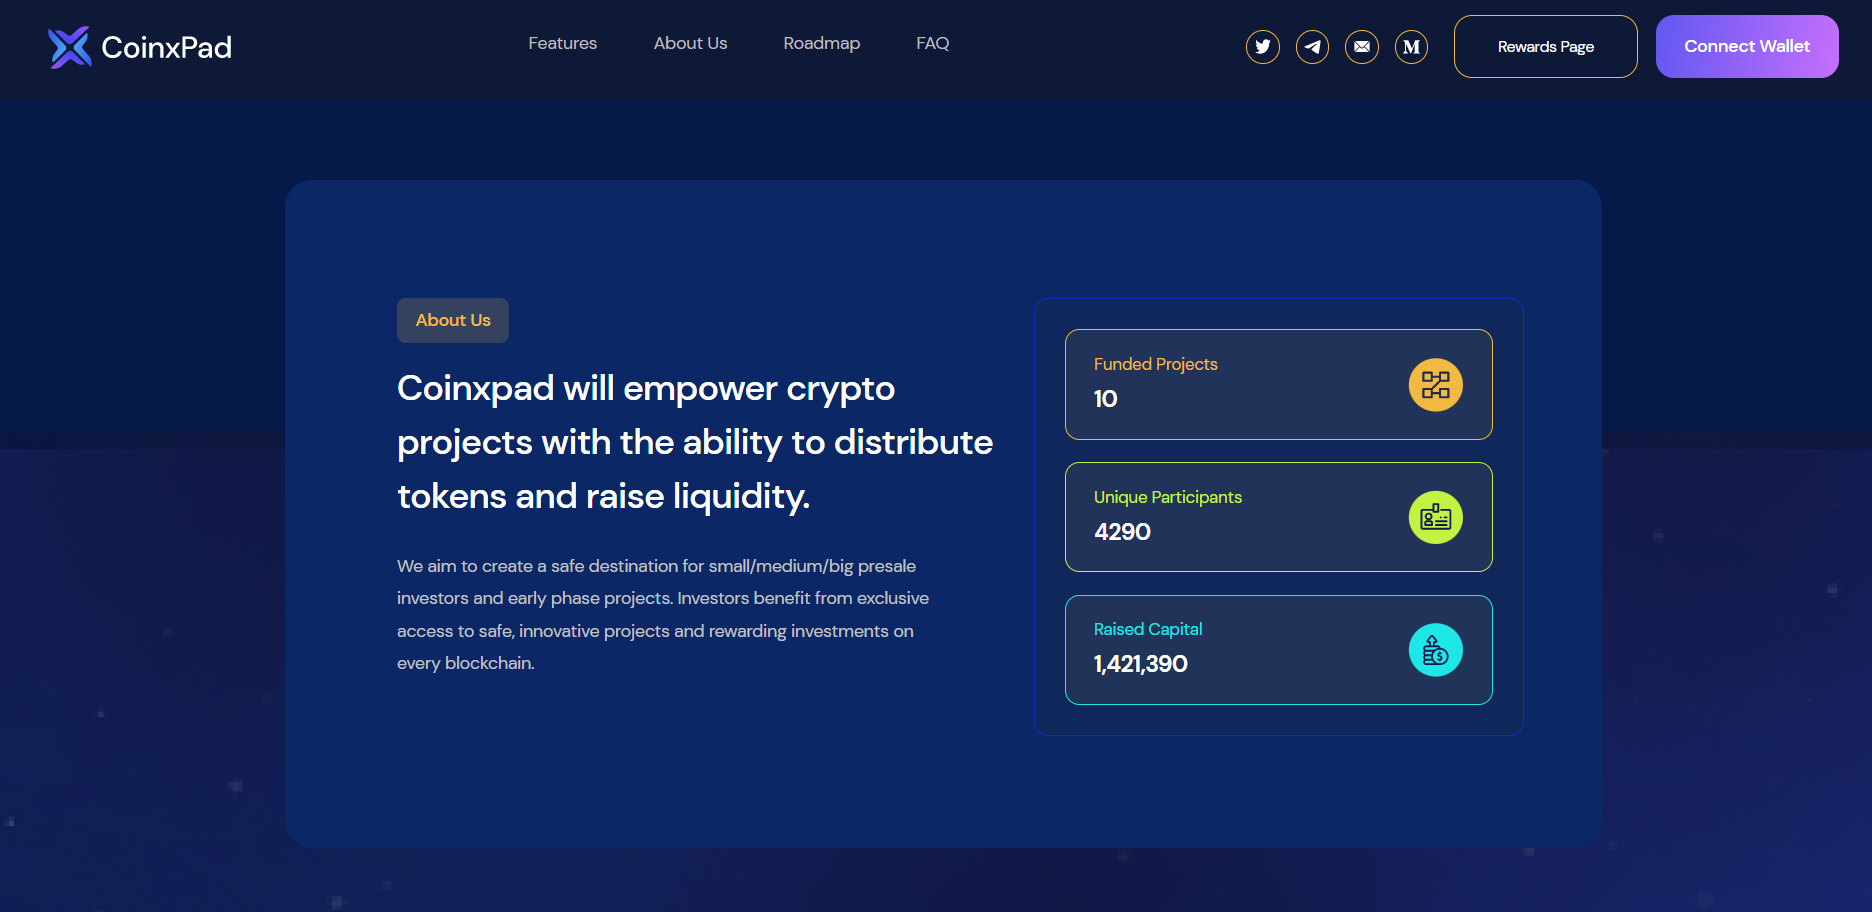 CoinxPad
Features
About Us
Roadmap
FAQ
M
Rewards Page
Connect Wallet
About Us
Coinxpad will empower crypto
projects with the ability to distribute
tokens and raise liquidity.
We aim to create a safe destination for small/medium/big presale
investors and early phase projects. Investors benefit from exclusive
access to safe, innovative projects and rewarding investments on
every blockchain.
Funded Projects
10
Unique Participants
4290
Raised Capital
1,421,390
$